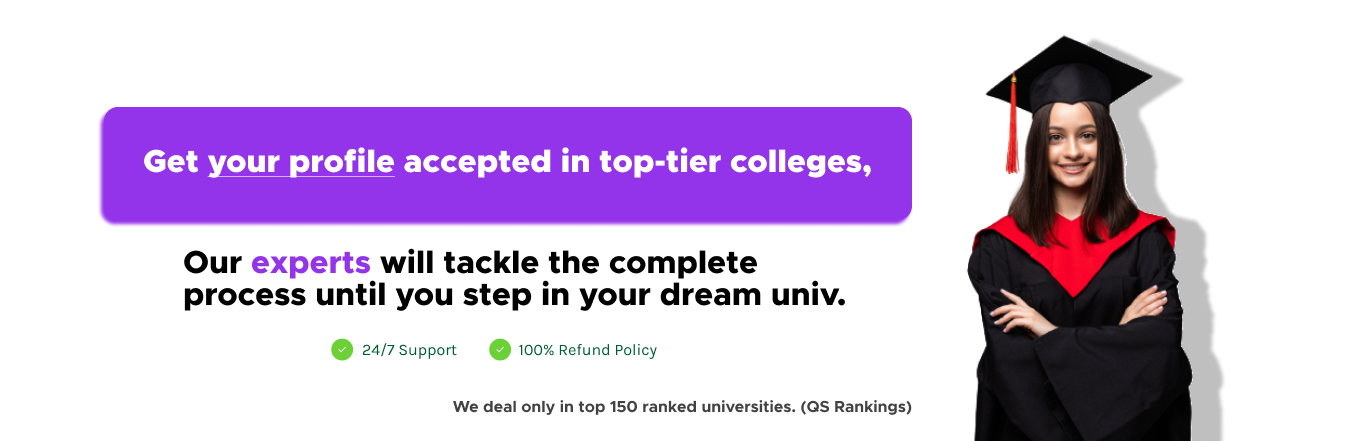 Get your profile accepted in top-tier colleges,
Our experts will tackle the complete
process until you step in your dream univ.
24/7 Support
100% Refund Policy
We deal only in top 150 ranked universities. (QS Rankings)